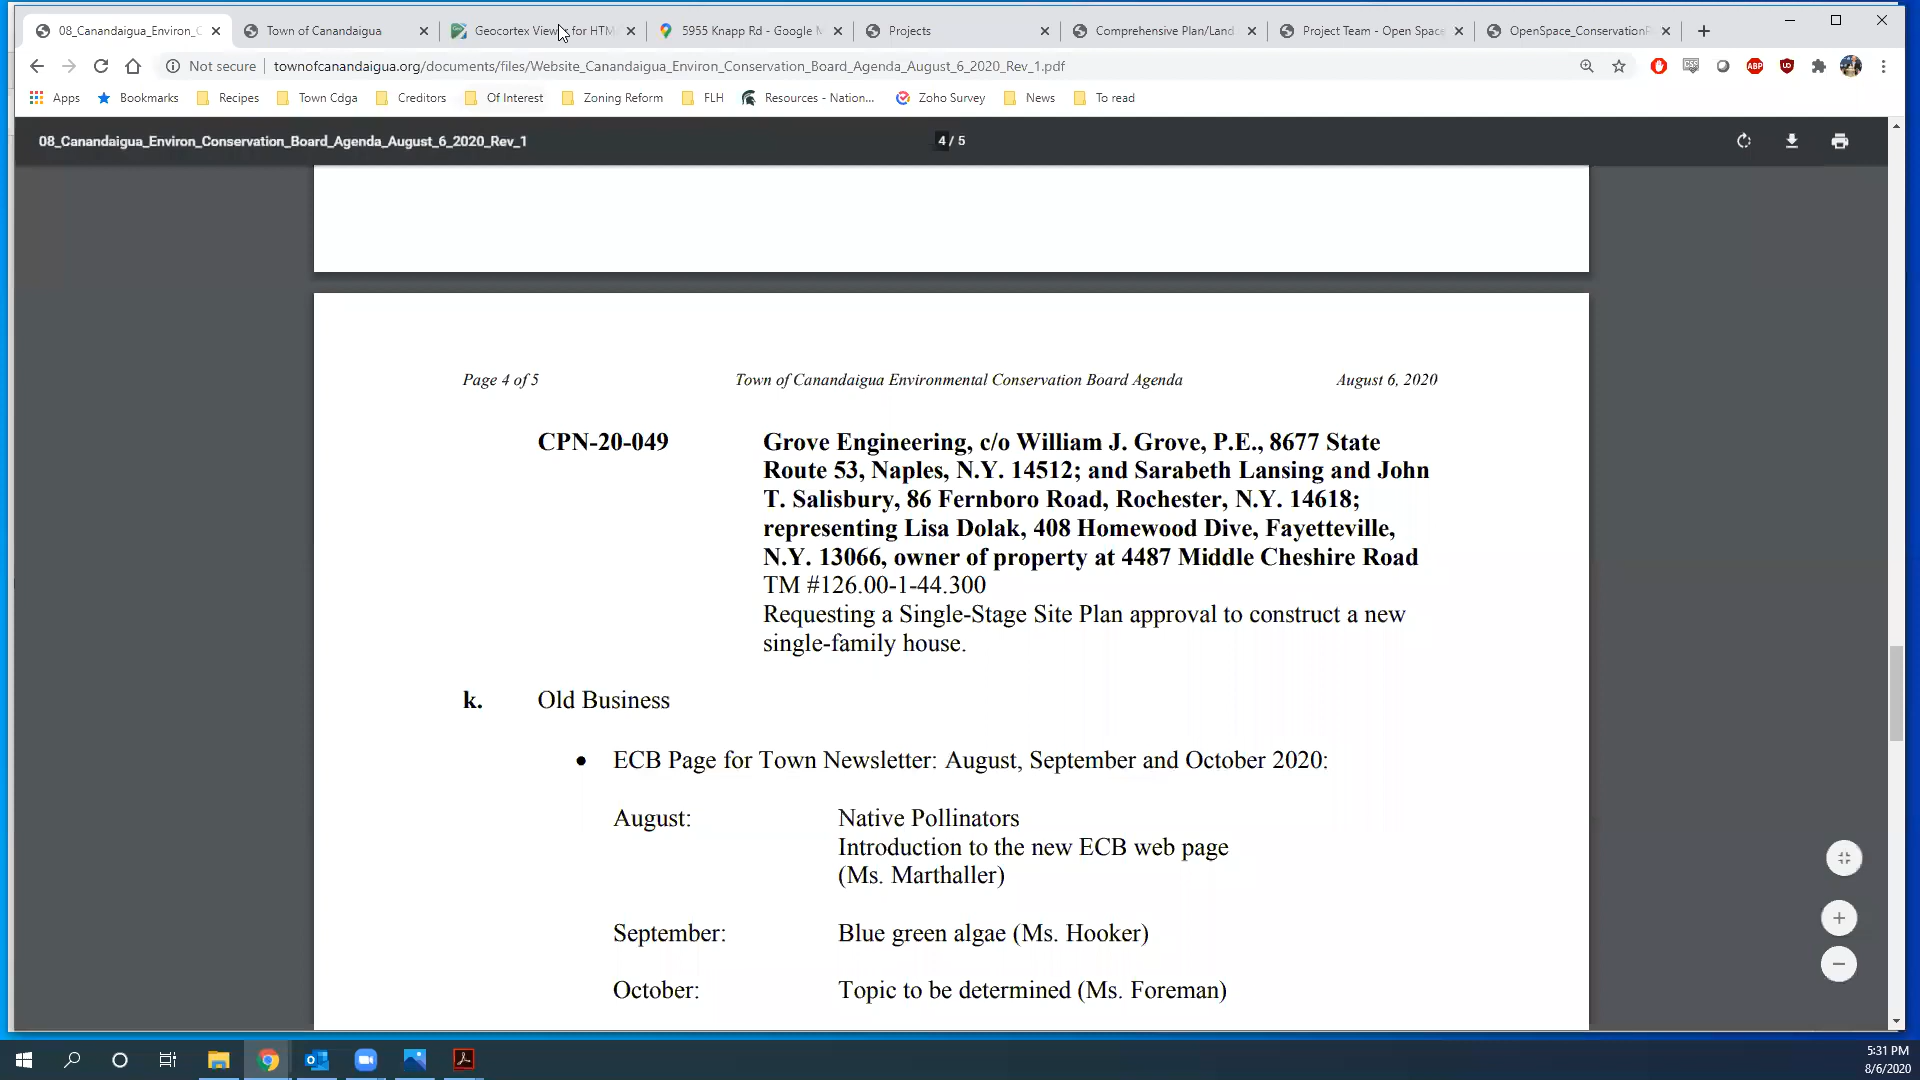 08_Canandaigua_Environ_C
Town of Canandaigua
Geocortex Viewer for HTM
5955 Knapp Rd - Google M
Projects
Comprehensive Plan/Land
Project Team - Open Space
OpenSpace_ConservationP
Not secure
townofcanandaigua.org/documents/files/Website_Canandaigua_Environ_Conservation_Board_Agenda_August_6_2020_Rev_1.pdf
ABP
Apps
Bookmarks
Recipes
Town Cdga
Creditors
Of Interest
Zoning Reform
FLH
Resources - Nation...
Zoho Survey
News
To read
08_Canandaigua_Environ_Conservation_Board_Agenda_August_6_2020_Rev_1
4 / 5
Page 4 of 5 Town of Canandaigua Environmental Conservation Board Agenda August 6, 2020
CPN-20-049 Grove Engineering, c/o William J. Grove, P.E., 8677 State
Route 53, Naples, N.Y. 14512; and Sarabeth Lansing and John
T. Salisbury, 86 Fernboro Road, Rochester, N.Y. 14618;
representing Lisa Dolak, 408 Homewood Dive, Fayetteville,
N.Y. 13066, owner of property at 4487 Middle Cheshire Road
TM #126.00-1-44.300
Requesting a Single-Stage Site Plan approval to construct a new
single-family house.
k. Old Business
• ECB Page for Town Newsletter: August, September and October 2020:
August: Native Pollinators
Introduction to the new ECB web page
(Ms. Marthaller)
September: Blue green algae (Ms. Hooker)
October: Topic to be determined (Ms. Foreman)
5:31 PM
8/6/2020